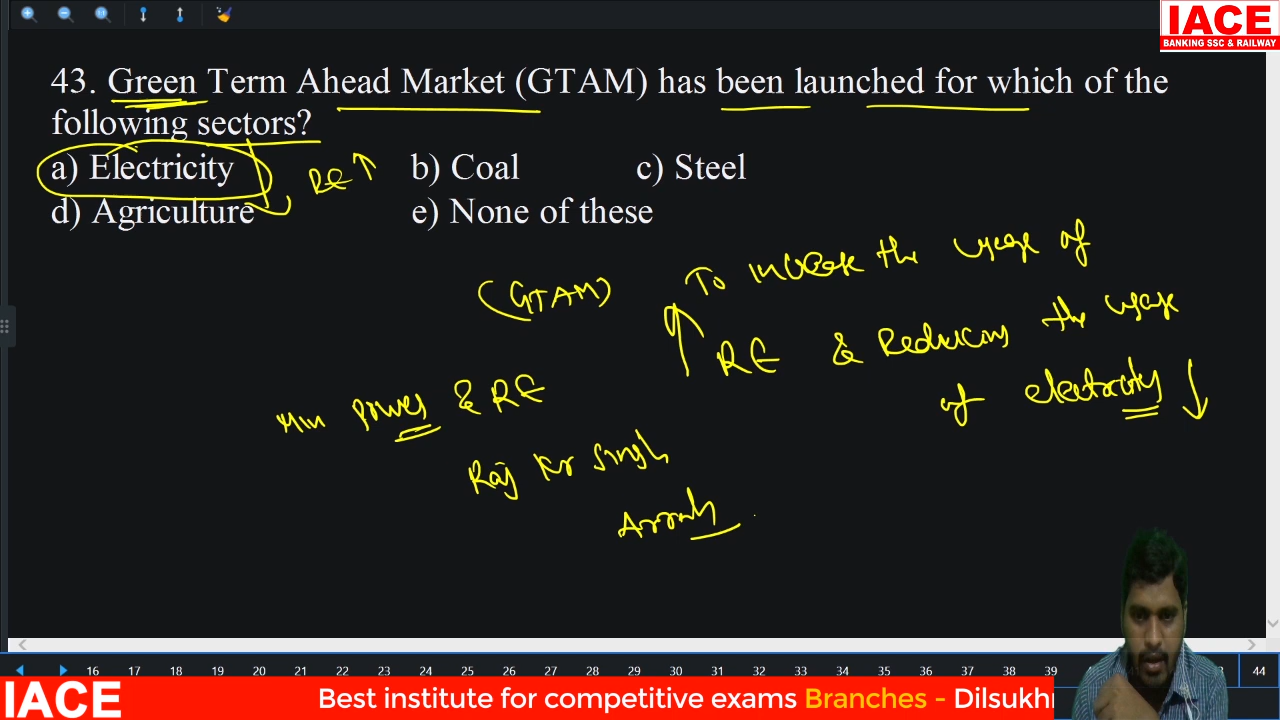 IACE
BANKING SSC & RAILWAY
43. Green Term Ahead Market (GTAM) has been launched for which of the
following sectors?
a) Electricity
RE
b) Coal
c) Steel
d) Agriculture
e) None of these
(GTAM)
To increase the usage of
RE & Reducing the usage
of electricity
Min Power & RE
Raj Kr Singh
Arrah
16 17 18 19 20 21 22 23 24 25 26 27 28 29 30 31 32 33 34 35 36 37 38 39 44
IACE
Best institute for competitive exams Branches - Dilsukh